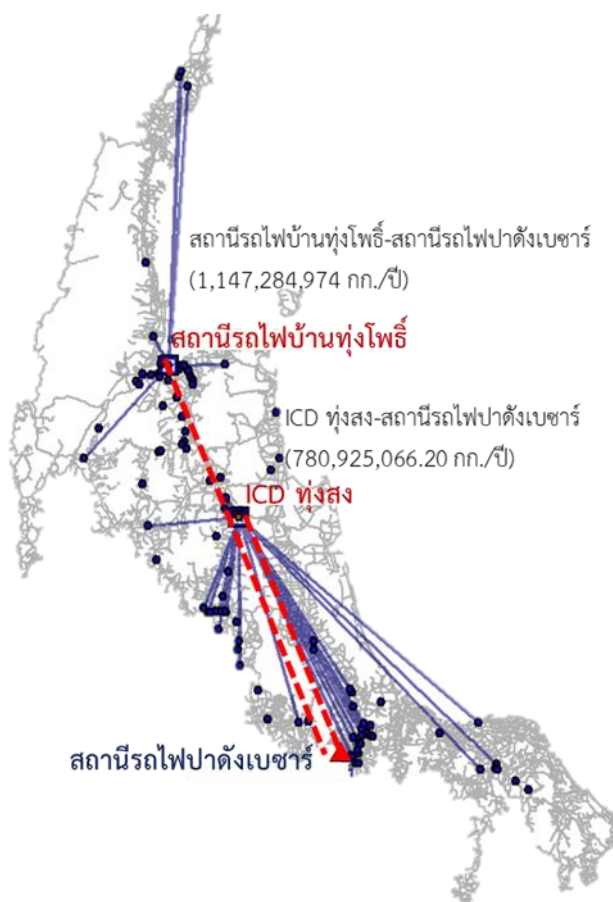 สถานีรถไฟบ้านทุ่งโพธิ์-สถานีรถไฟปาดังเบซาร์
(1,147,284,974 กก./ปี)
สถานีรถไฟบ้านทุ่งโพธิ์
ICD ทุ่งสง-สถานีรถไฟปาดังเบซาร์
(780,925,066.20 กก./ปี)
ICD ทุ่งสง
สถานีรถไฟปาดังเบซาร์